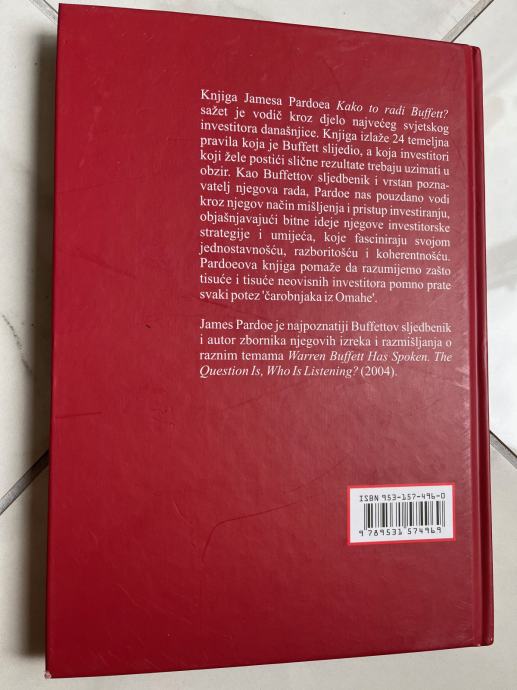 Knjiga Jamesa Pardoea Kako to radi Buffett?
sažet je vodič kroz djelo najvećeg svjetskog
investitora današnjice. Knjiga izlaže 24 temeljna
pravila koja je Buffett slijedio, a koja investitori
koji žele postići slične rezultate trebaju uzimati u
obzir. Kao Buffettov sljedbenik i vrstan pozna-
vatelj njegova rada, Pardoe nas pouzdano vodi
kroz njegov način mišljenja i pristup investiranju,
objašnjavajući bitne ideje njegove investitorske
strategije i umijeća, koje fasciniraju svojom
jednostavnošću, razboritošću i koherentnošću.
Pardoeova knjiga pomaže da razumijemo zašto
tisuće i tisuće neovisnih investitora pomno prate
svaki potez 'čarobnjaka iz Omahe'.
James Pardoe je najpoznatiji Buffettov sljedbenik
i autor zbornika njegovih izreka i razmišljanja o
raznim temama Warren Buffett Has Spoken. The
Question Is, Who Is Listening? (2004).
ISBN 953-157-496-0
9 789531 574969